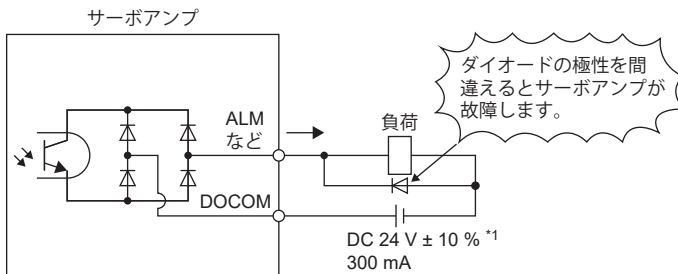 サーボアンプ
ALM
など
DOCOM
負荷
DC 24 V ± 10 % *1
300 mA
ダイオードの極性を間
違えるとサーボアンプが
故障します。